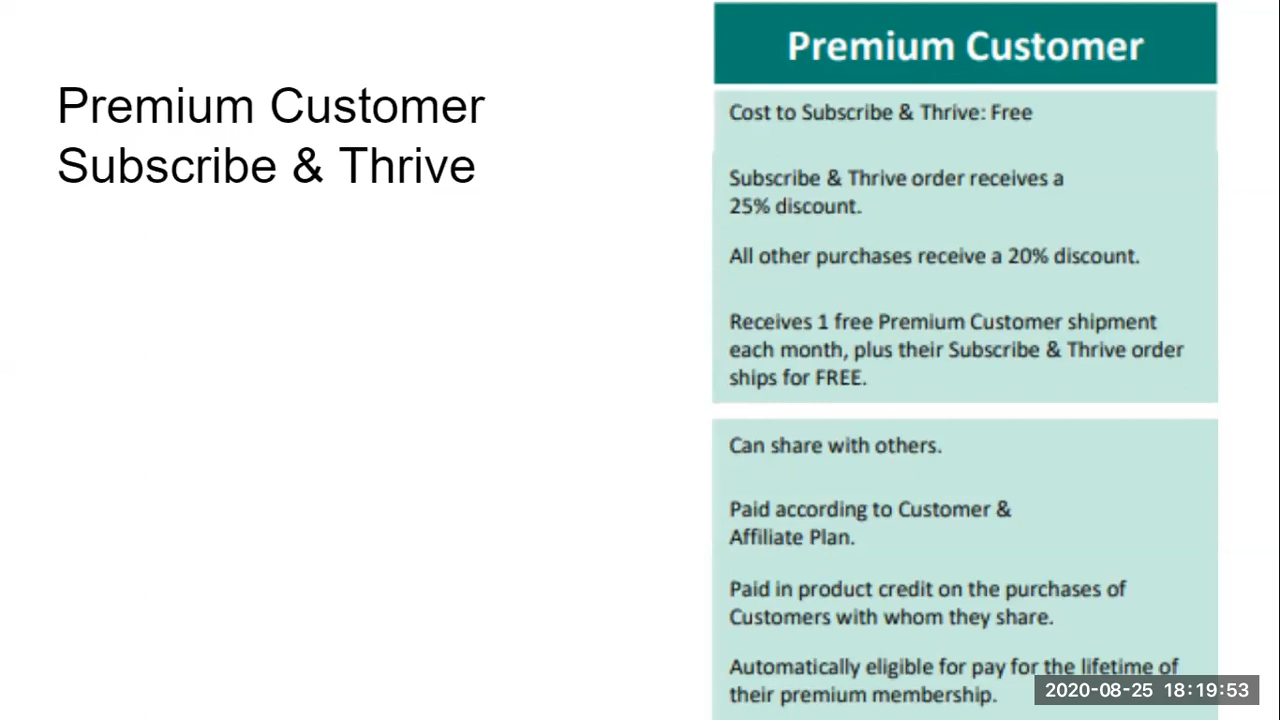 Premium Customer
Subscribe & Thrive
Premium Customer
Cost to Subscribe & Thrive: Free
Subscribe & Thrive order receives a
25% discount.
All other purchases receive a 20% discount.
Receives 1 free Premium Customer shipment
each month, plus their Subscribe & Thrive order
ships for FREE.
Can share with others.
Paid according to Customer &
Affiliate Plan.
Paid in product credit on the purchases of
Customers with whom they share.
Automatically eligible for pay for the lifetime of
their premium membership.
2020-08-25 18:19:53